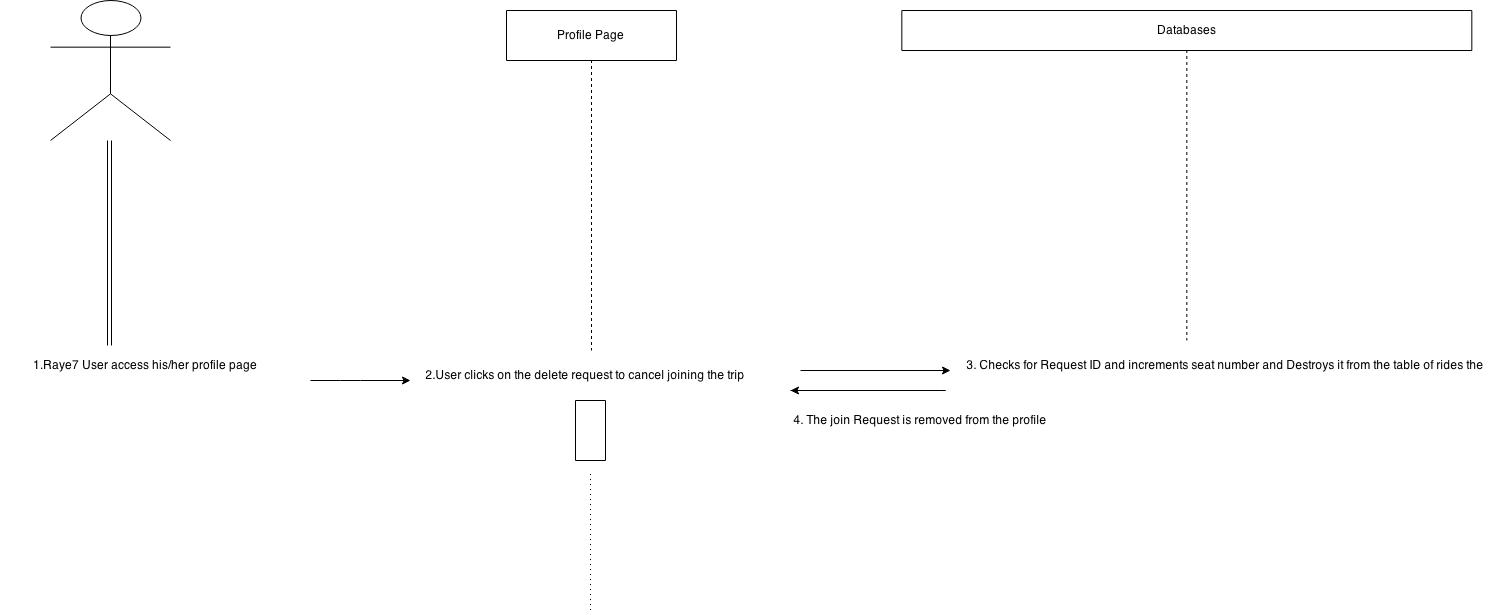 Profile Page
Databases
1.Raye7 User access his/her profile page
2.User clicks on the delete request to cancel joining the trip
3. Checks for Request ID and increments seat number and Destroys it from the table of rides the
4. The join Request is removed from the profile